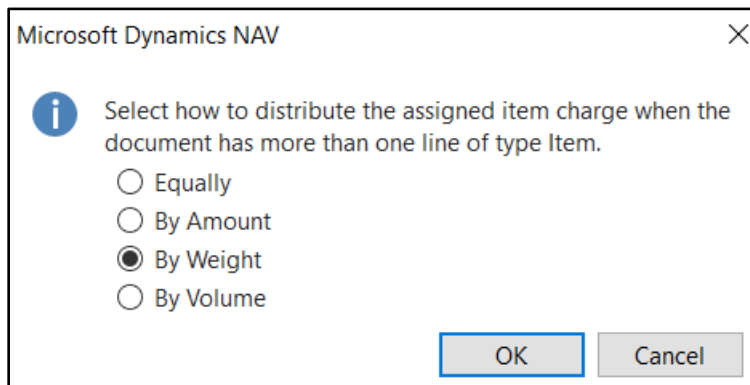 Microsoft Dynamics NAV
Select how to distribute the assigned item charge when the
document has more than one line of type Item.
Equally
By Amount
By Weight
By Volume
OK Cancel